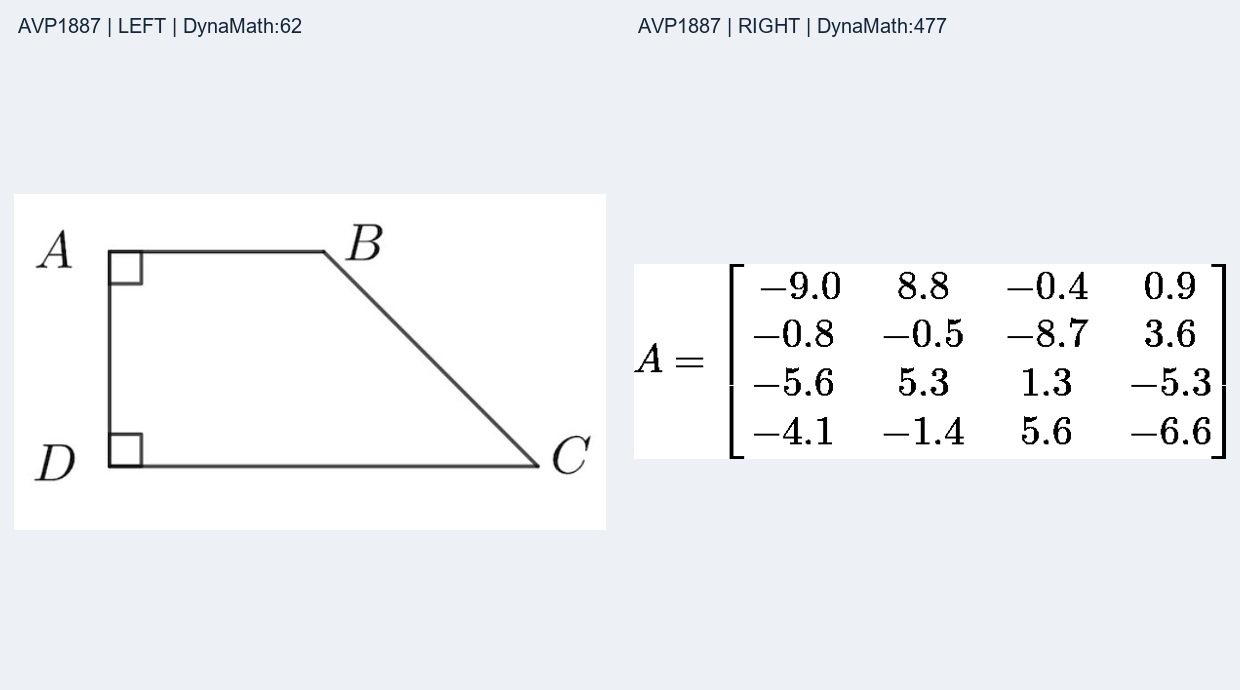 AVP1887 | LEFT | DynaMath:62
AVP1887 | RIGHT | DynaMath:477
A
B
D
C
A =
−9.0 8.8 −0.4 0.9
−0.8 −0.5 −8.7 3.6
−5.6 5.3 1.3 −5.3
−4.1 −1.4 5.6 −6.6